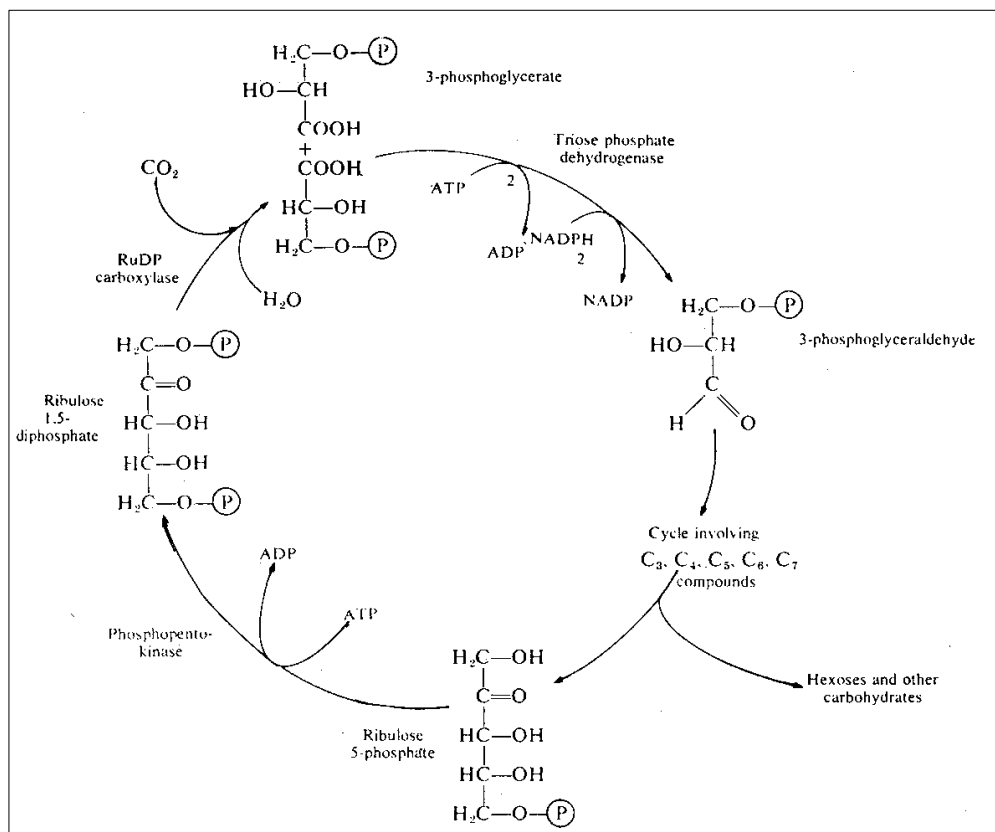 H₂C—O—P
3-phosphoglycerate
HO—CH
COOH
+
COOH
HC—OH
H₂C—O—P
CO₂
RuDP
carboxylase
H₂O
Triose phosphate
dehydrogenase
ATP
2
ADP
NADPH
2
NADP
H₂C—O—P
HO—CH
C
H
O
3-phosphoglyceraldehyde
H₂C—O—P
C=O
HC—OH
HC—OH
H₂C—O—P
Ribulose
1,5-
diphosphate
Cycle involving
C₃, C₄, C₅, C₆, C₇
compounds
Hexoses and other
carbohydrates
ADP
ATP
Phosphopento-
kinase
H₂C—OH
C=O
HC—OH
HC—OH
H₂C—O—P
Ribulose
5-phosphate